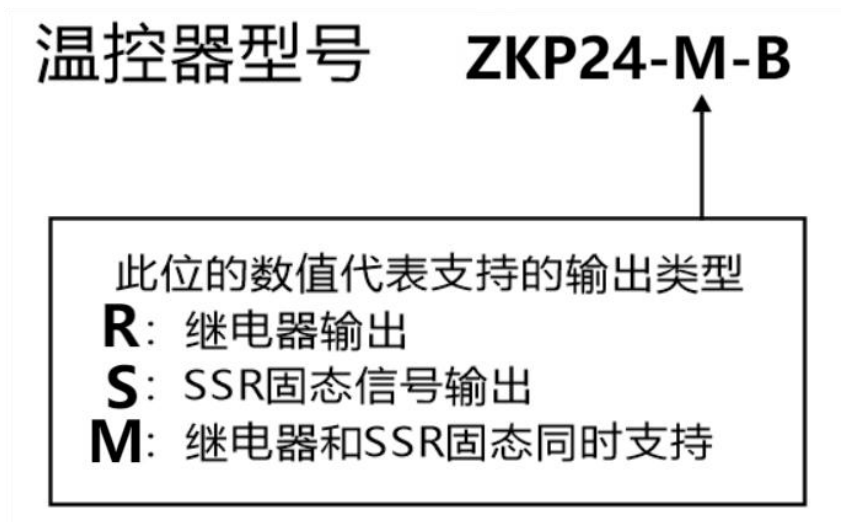 温控器型号 ZKP24-M-B
此位的数值代表支持的输出类型
R：继电器输出
S：SSR固态信号输出
M：继电器和SSR固态同时支持